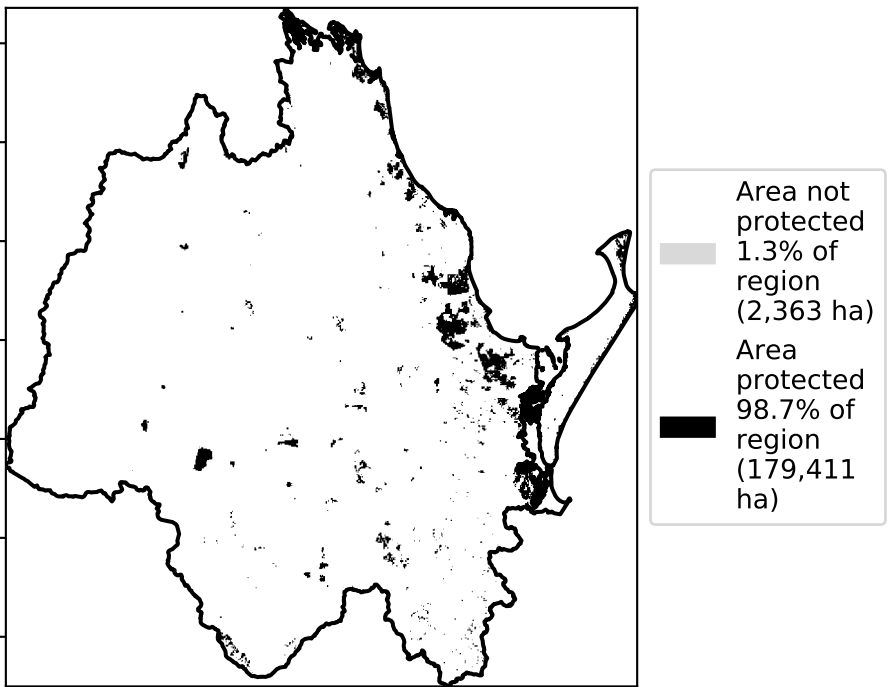 Area not
protected
1.3% of
region
(2,363 ha)
Area
protected
98.7% of
region
(179,411
ha)